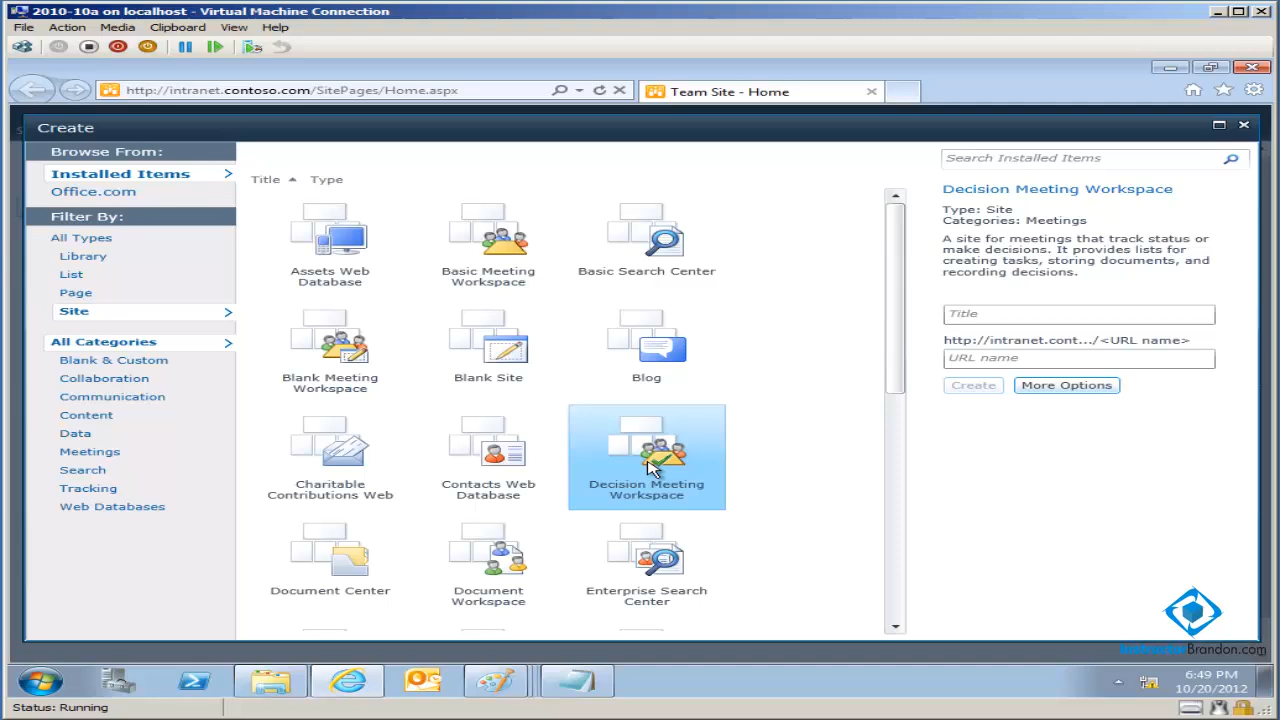 2010-10a on localhost - Virtual Machine Connection
File Action Media Clipboard View Help
http://intranet.contoso.com/SitePages/Home.aspx
Team Site - Home
Create
Browse From:
Installed Items
Office.com
Filter By:
All Types
Library
List
Page
Site
All Categories
Blank & Custom
Collaboration
Communication
Content
Data
Meetings
Search
Tracking
Web Databases
Title Type
Assets Web
Database
Basic Meeting
Workspace
Basic Search Center
Blank Meeting
Workspace
Blank Site
Blog
Charitable
Contributions Web
Contacts Web
Database
Decision Meeting
Workspace
Document Center
Document
Workspace
Enterprise Search
Center
Search Installed Items
Decision Meeting Workspace
Type: Site
Categories: Meetings
A site for meetings that track status or
make decisions. It provides lists for
creating tasks, storing documents, and
recording decisions.
Title
http://intranet.cont.../<URL name>
URL name
Create More Options
InstructorBrandon.com
6:49 PM
10/20/2012
Status: Running